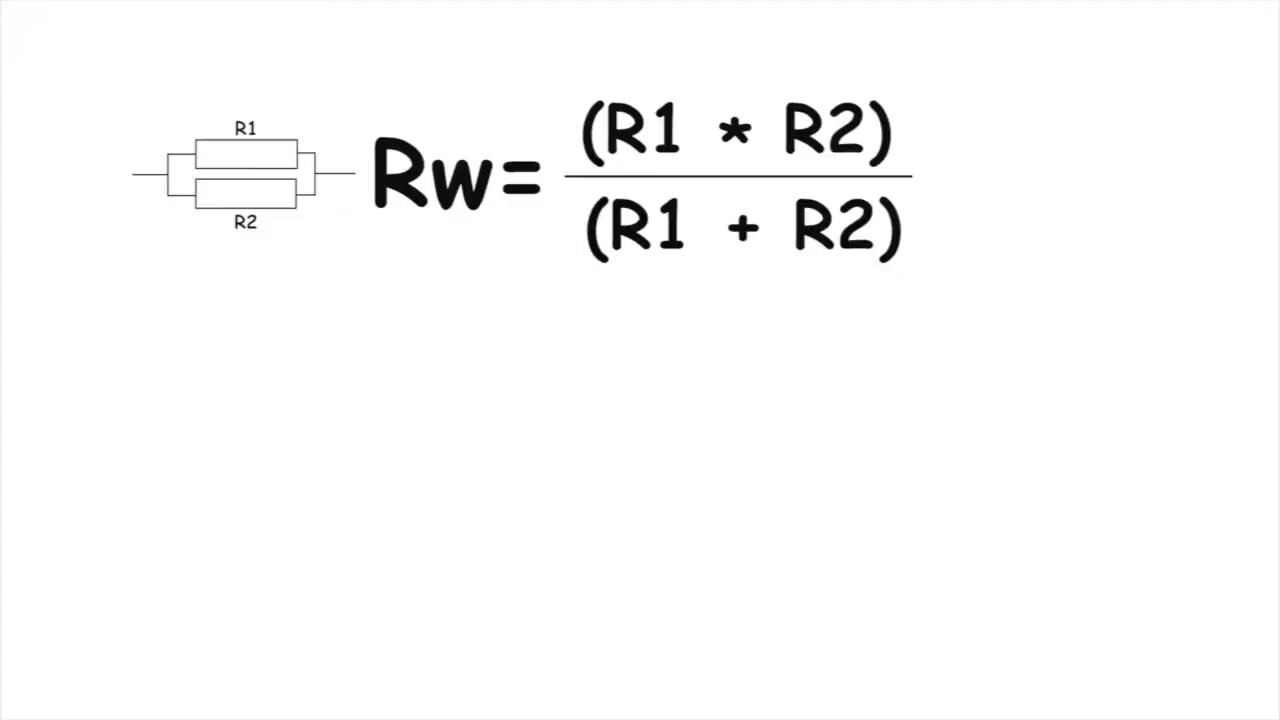 R1
R2
Rw= (R1 * R2)
(R1 + R2)